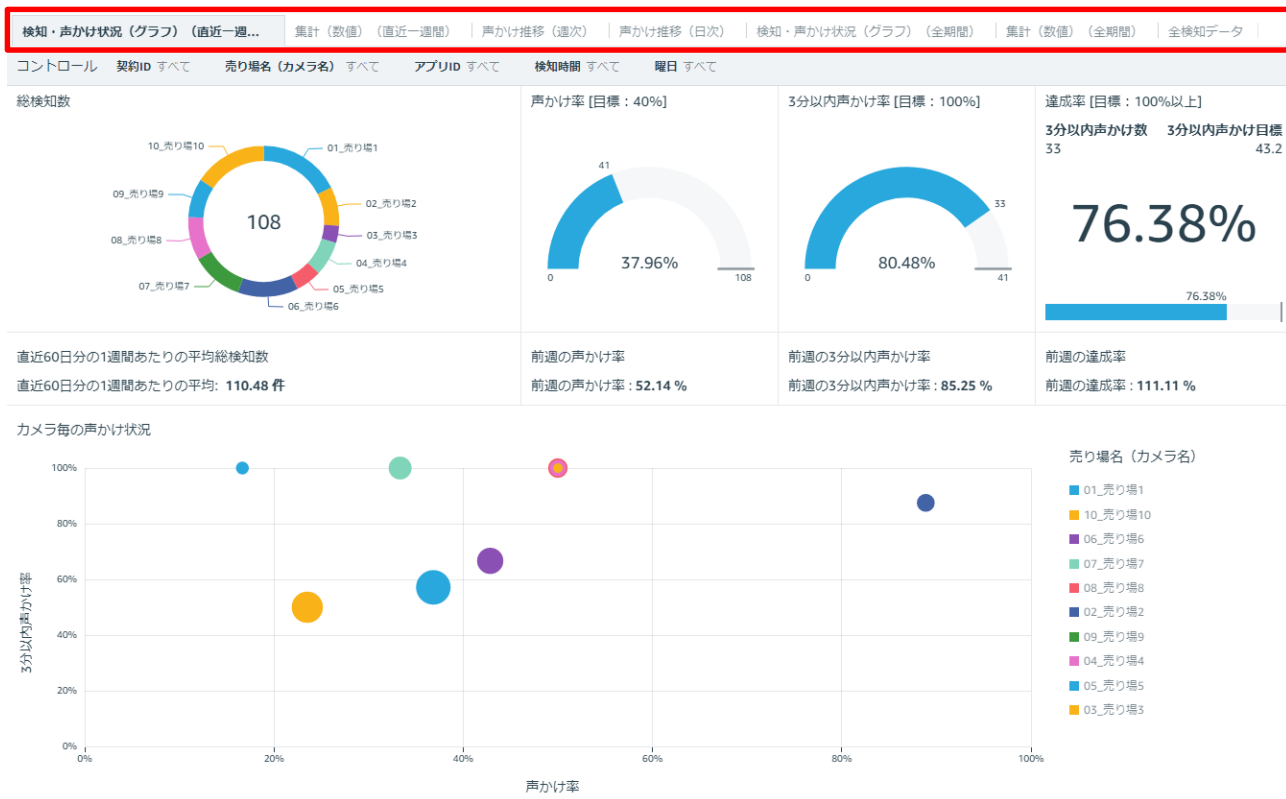 検知・声かけ状況（グラフ）（直近一週... 集計（数値）（直近一週間） 声かけ推移（週次） 声かけ推移（日次） 検知・声かけ状況（グラフ）（全期間） 集計（数値）（全期間） 全検知データ
コントロール 契約ID すべて 売り場名（カメラ名） すべて アプリID すべて 検知時間 すべて 曜日 すべて
総検知数
10_売り場10
01_売り場1
09_売り場9
02_売り場2
108
03_売り場3
08_売り場8
04_売り場4
07_売り場7
05_売り場5
06_売り場6
声かけ率 [目標：40%]
41
37.96%
0
108
3分以内声かけ率 [目標：100%]
33
80.48%
0
41
達成率 [目標：100%以上]
3分以内声かけ数 3分以内声かけ目標
33 43.2
76.38%
76.38%
直近60日分の1週間あたりの平均総検知数
直近60日分の1週間あたりの平均: 110.48 件
前週の声かけ率
前週の声かけ率 : 52.14 %
前週の3分以内声かけ率
前週の3分以内声かけ率 : 85.25 %
前週の達成率
前週の達成率 : 111.11 %
カメラ毎の声かけ状況
3分以内声かけ率
100%
80%
60%
40%
20%
0%
0% 20% 40% 60% 80% 100%
声かけ率
売り場名（カメラ名）
01_売り場1
10_売り場10
06_売り場6
07_売り場7
08_売り場8
02_売り場2
09_売り場9
04_売り場4
05_売り場5
03_売り場3